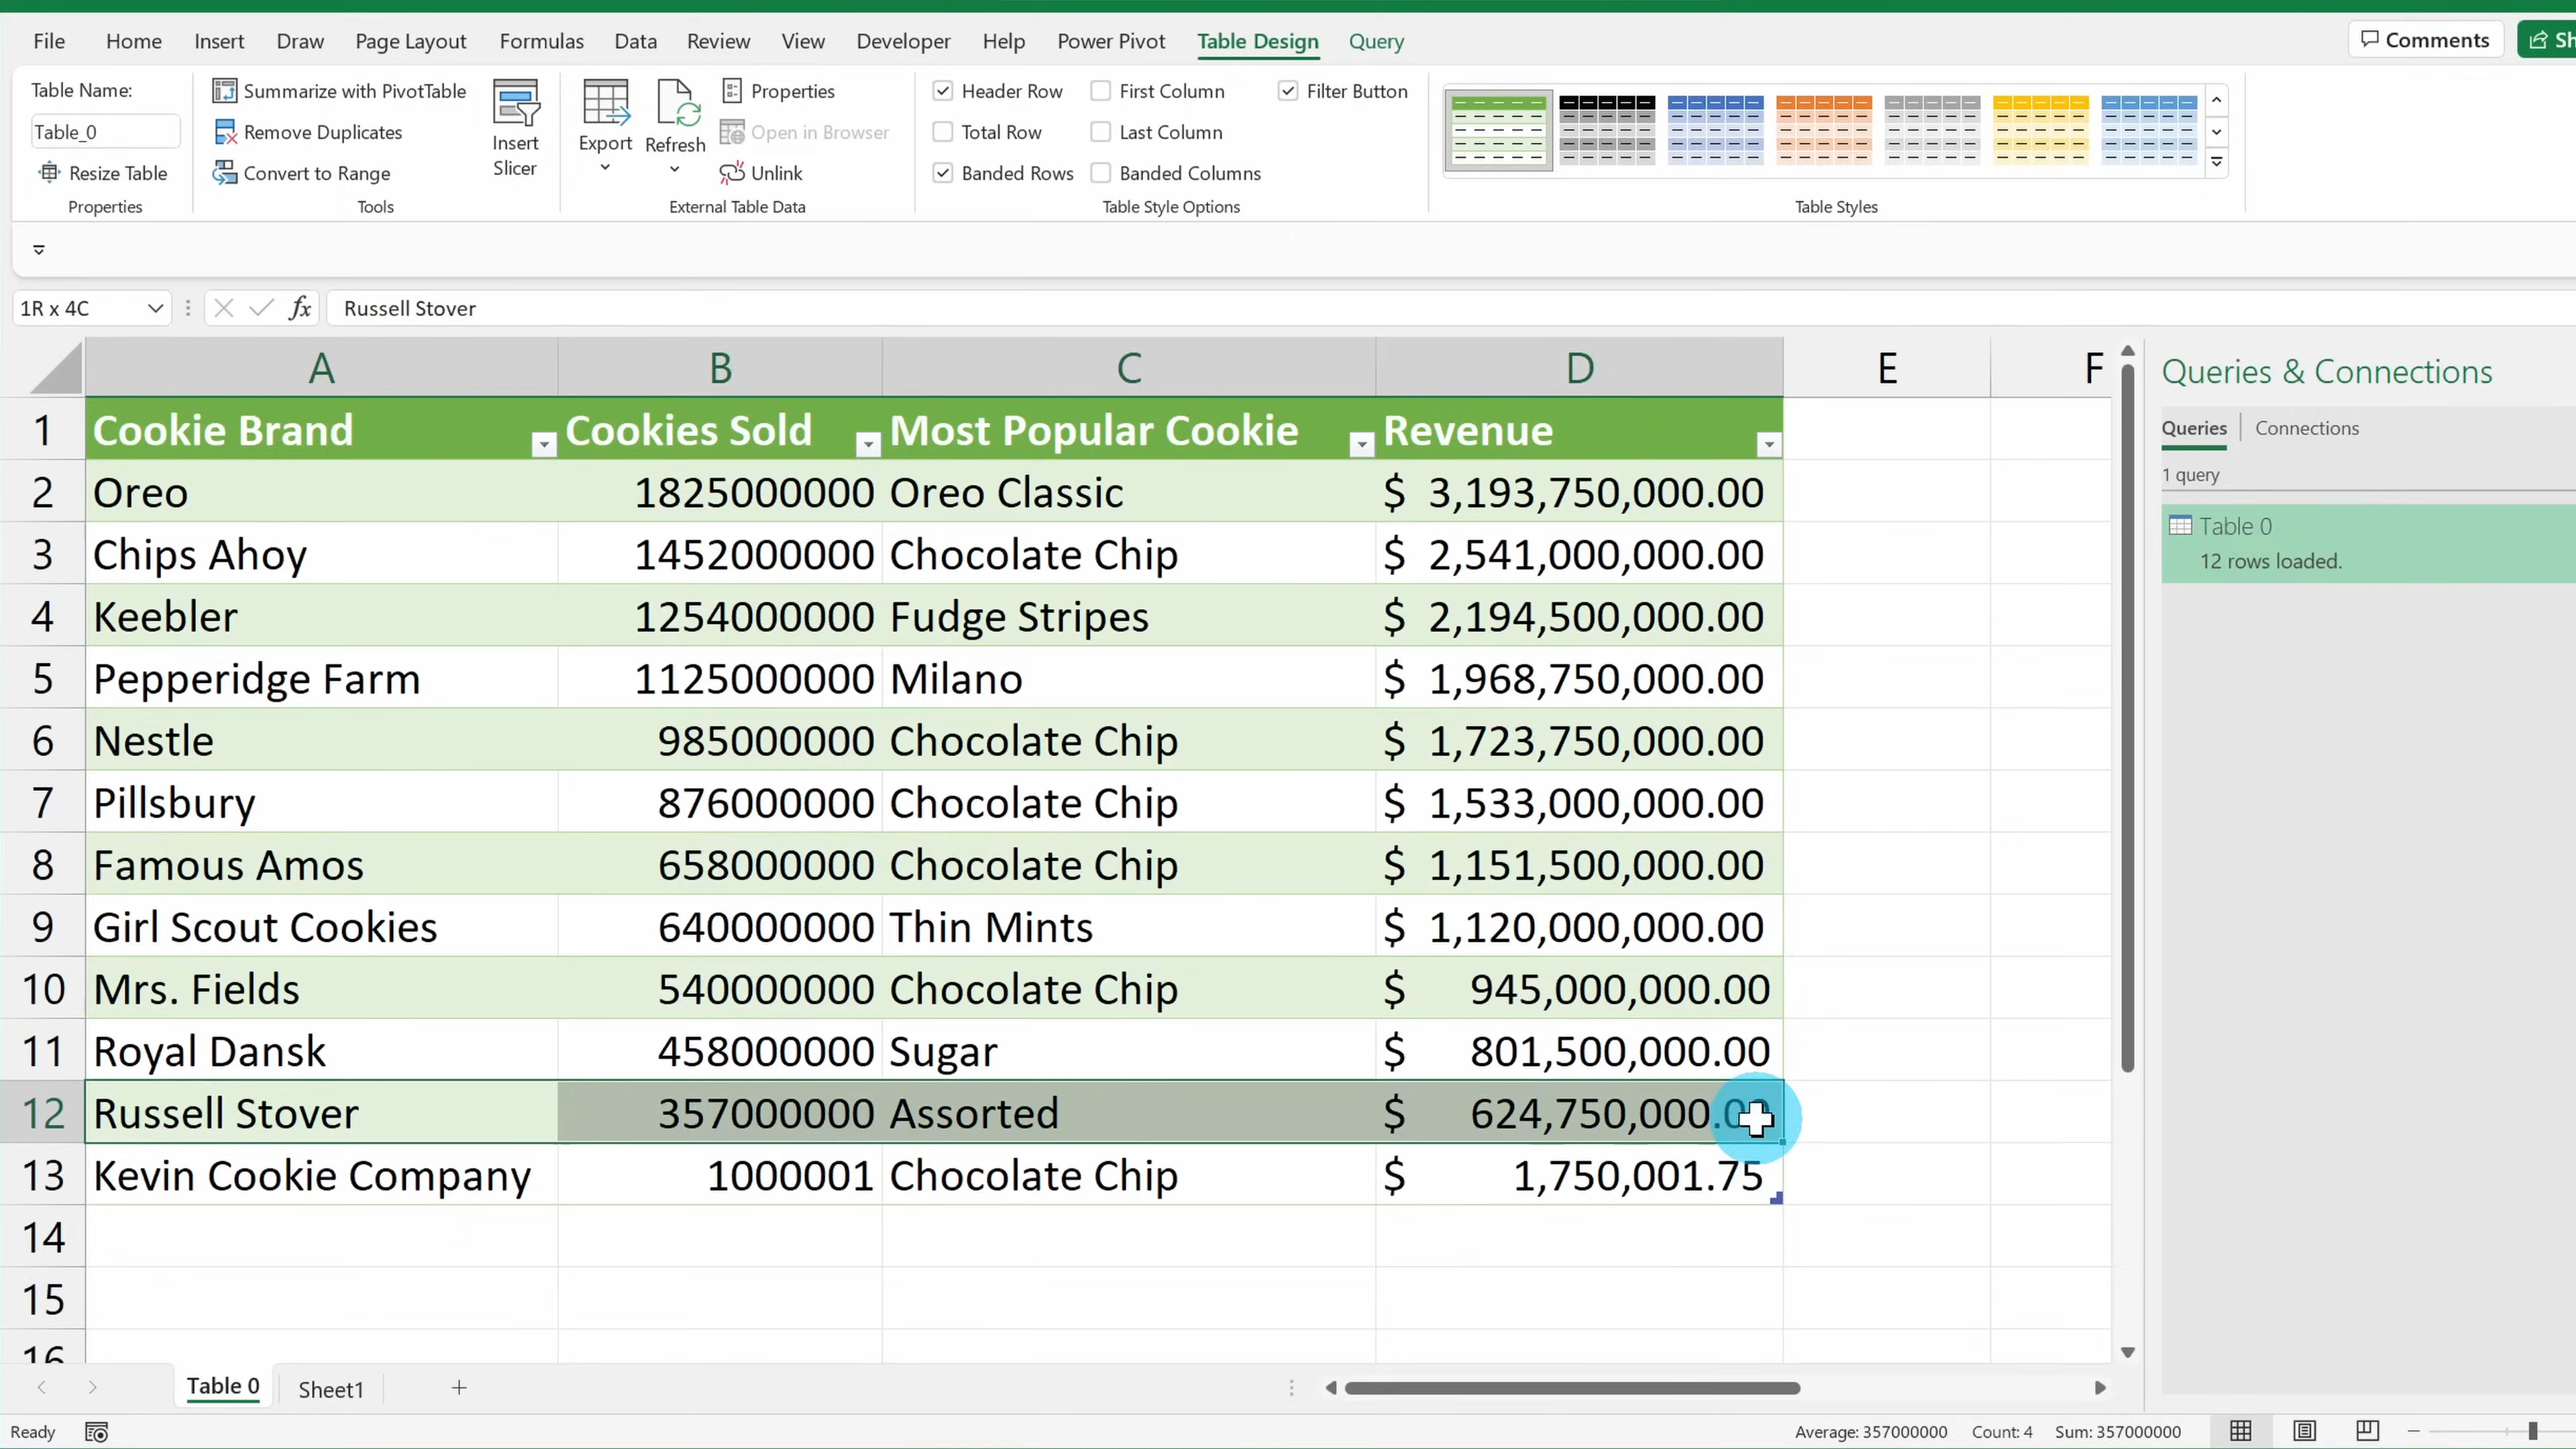 File Home Insert Draw Page Layout Formulas Data Review View Developer Help Power Pivot Table Design Query Comments
Table Name:
Table_0
Resize Table
Properties
Summarize with PivotTable
Remove Duplicates
Convert to Range
Tools
Insert
Slicer
Export
Refresh
Properties
Open in Browser
Unlink
External Table Data
Header Row First Column Filter Button
Total Row Last Column
Banded Rows Banded Columns
Table Style Options
Table Styles
1R x 4C fx Russell Stover
A B C D E F
1 Cookie Brand Cookies Sold Most Popular Cookie Revenue
2 Oreo 1825000000 Oreo Classic $ 3,193,750,000.00
3 Chips Ahoy 1452000000 Chocolate Chip $ 2,541,000,000.00
4 Keebler 1254000000 Fudge Stripes $ 2,194,500,000.00
5 Pepperidge Farm 1125000000 Milano $ 1,968,750,000.00
6 Nestle 985000000 Chocolate Chip $ 1,723,750,000.00
7 Pillsbury 876000000 Chocolate Chip $ 1,533,000,000.00
8 Famous Amos 658000000 Chocolate Chip $ 1,151,500,000.00
9 Girl Scout Cookies 640000000 Thin Mints $ 1,120,000,000.00
10 Mrs. Fields 540000000 Chocolate Chip $ 945,000,000.00
11 Royal Dansk 458000000 Sugar $ 801,500,000.00
12 Russell Stover 357000000 Assorted $ 624,750,000.00
13 Kevin Cookie Company 1000001 Chocolate Chip $ 1,750,001.75
14
15
16
Queries & Connections
Queries Connections
1 query
Table 0
12 rows loaded.
Table 0 Sheet1
Ready Average: 357000000 Count: 4 Sum: 357000000